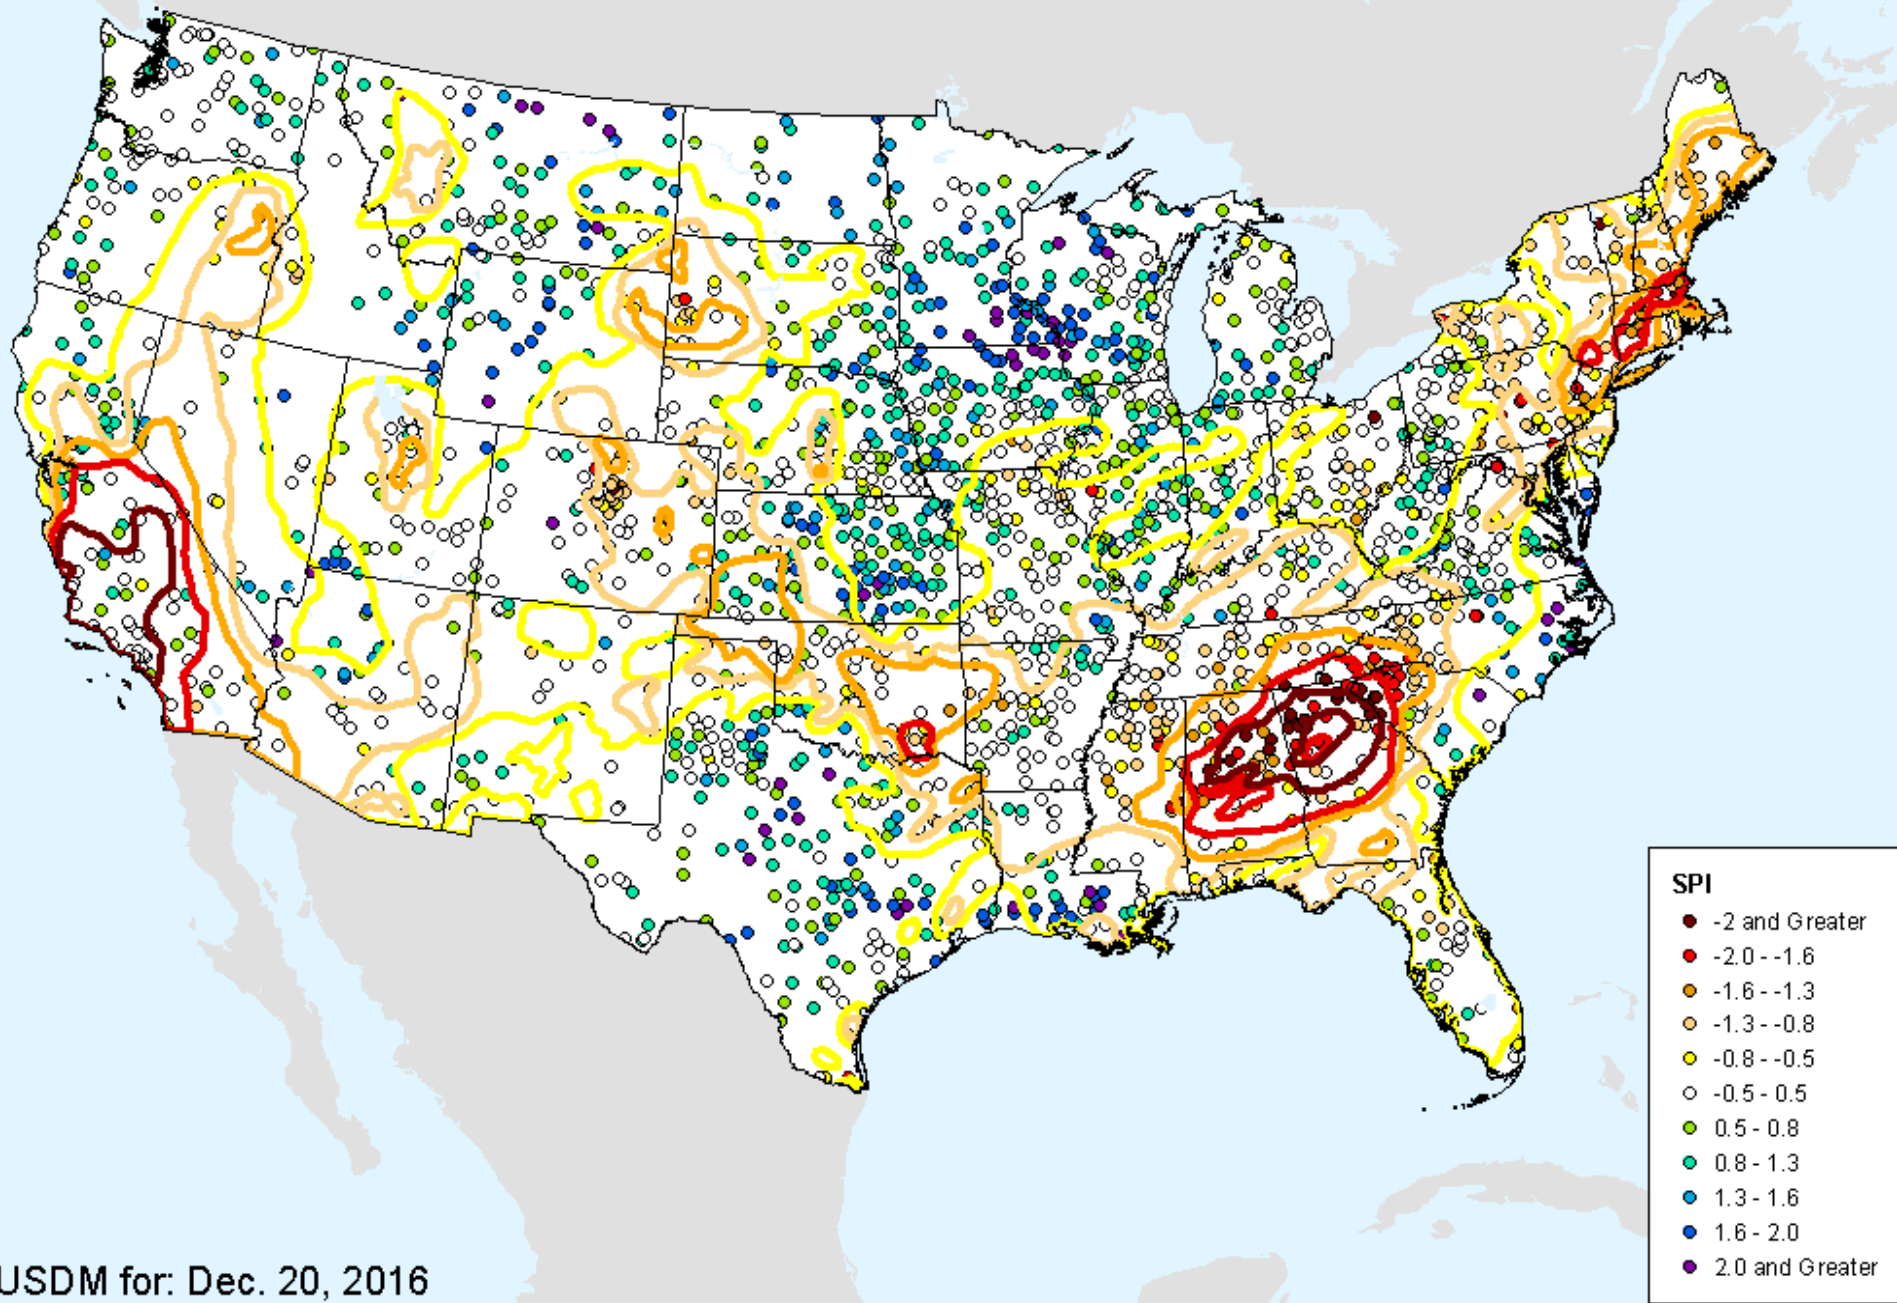 SPI
-2 and Greater
-2.0 - -1.6
-1.6 - -1.3
-1.3 - -0.8
-0.8 - -0.5
-0.5 - 0.5
0.5 - 0.8
0.8 - 1.3
1.3 - 1.6
1.6 - 2.0
2.0 and Greater
USDM for: Dec. 20, 2016